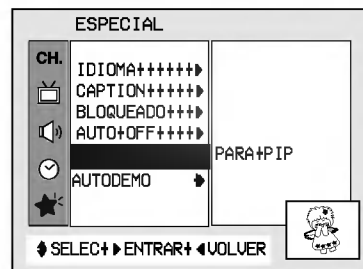 ESPECIAL
CH.
IDIOMA++++++▶
CAPTION+++++▶
BLOQUEADO+++▶
AUTO+OFF++++▶
PARA+PIP
AUTODEMO
SELEC+▶ENTRAR+◀VOLVER